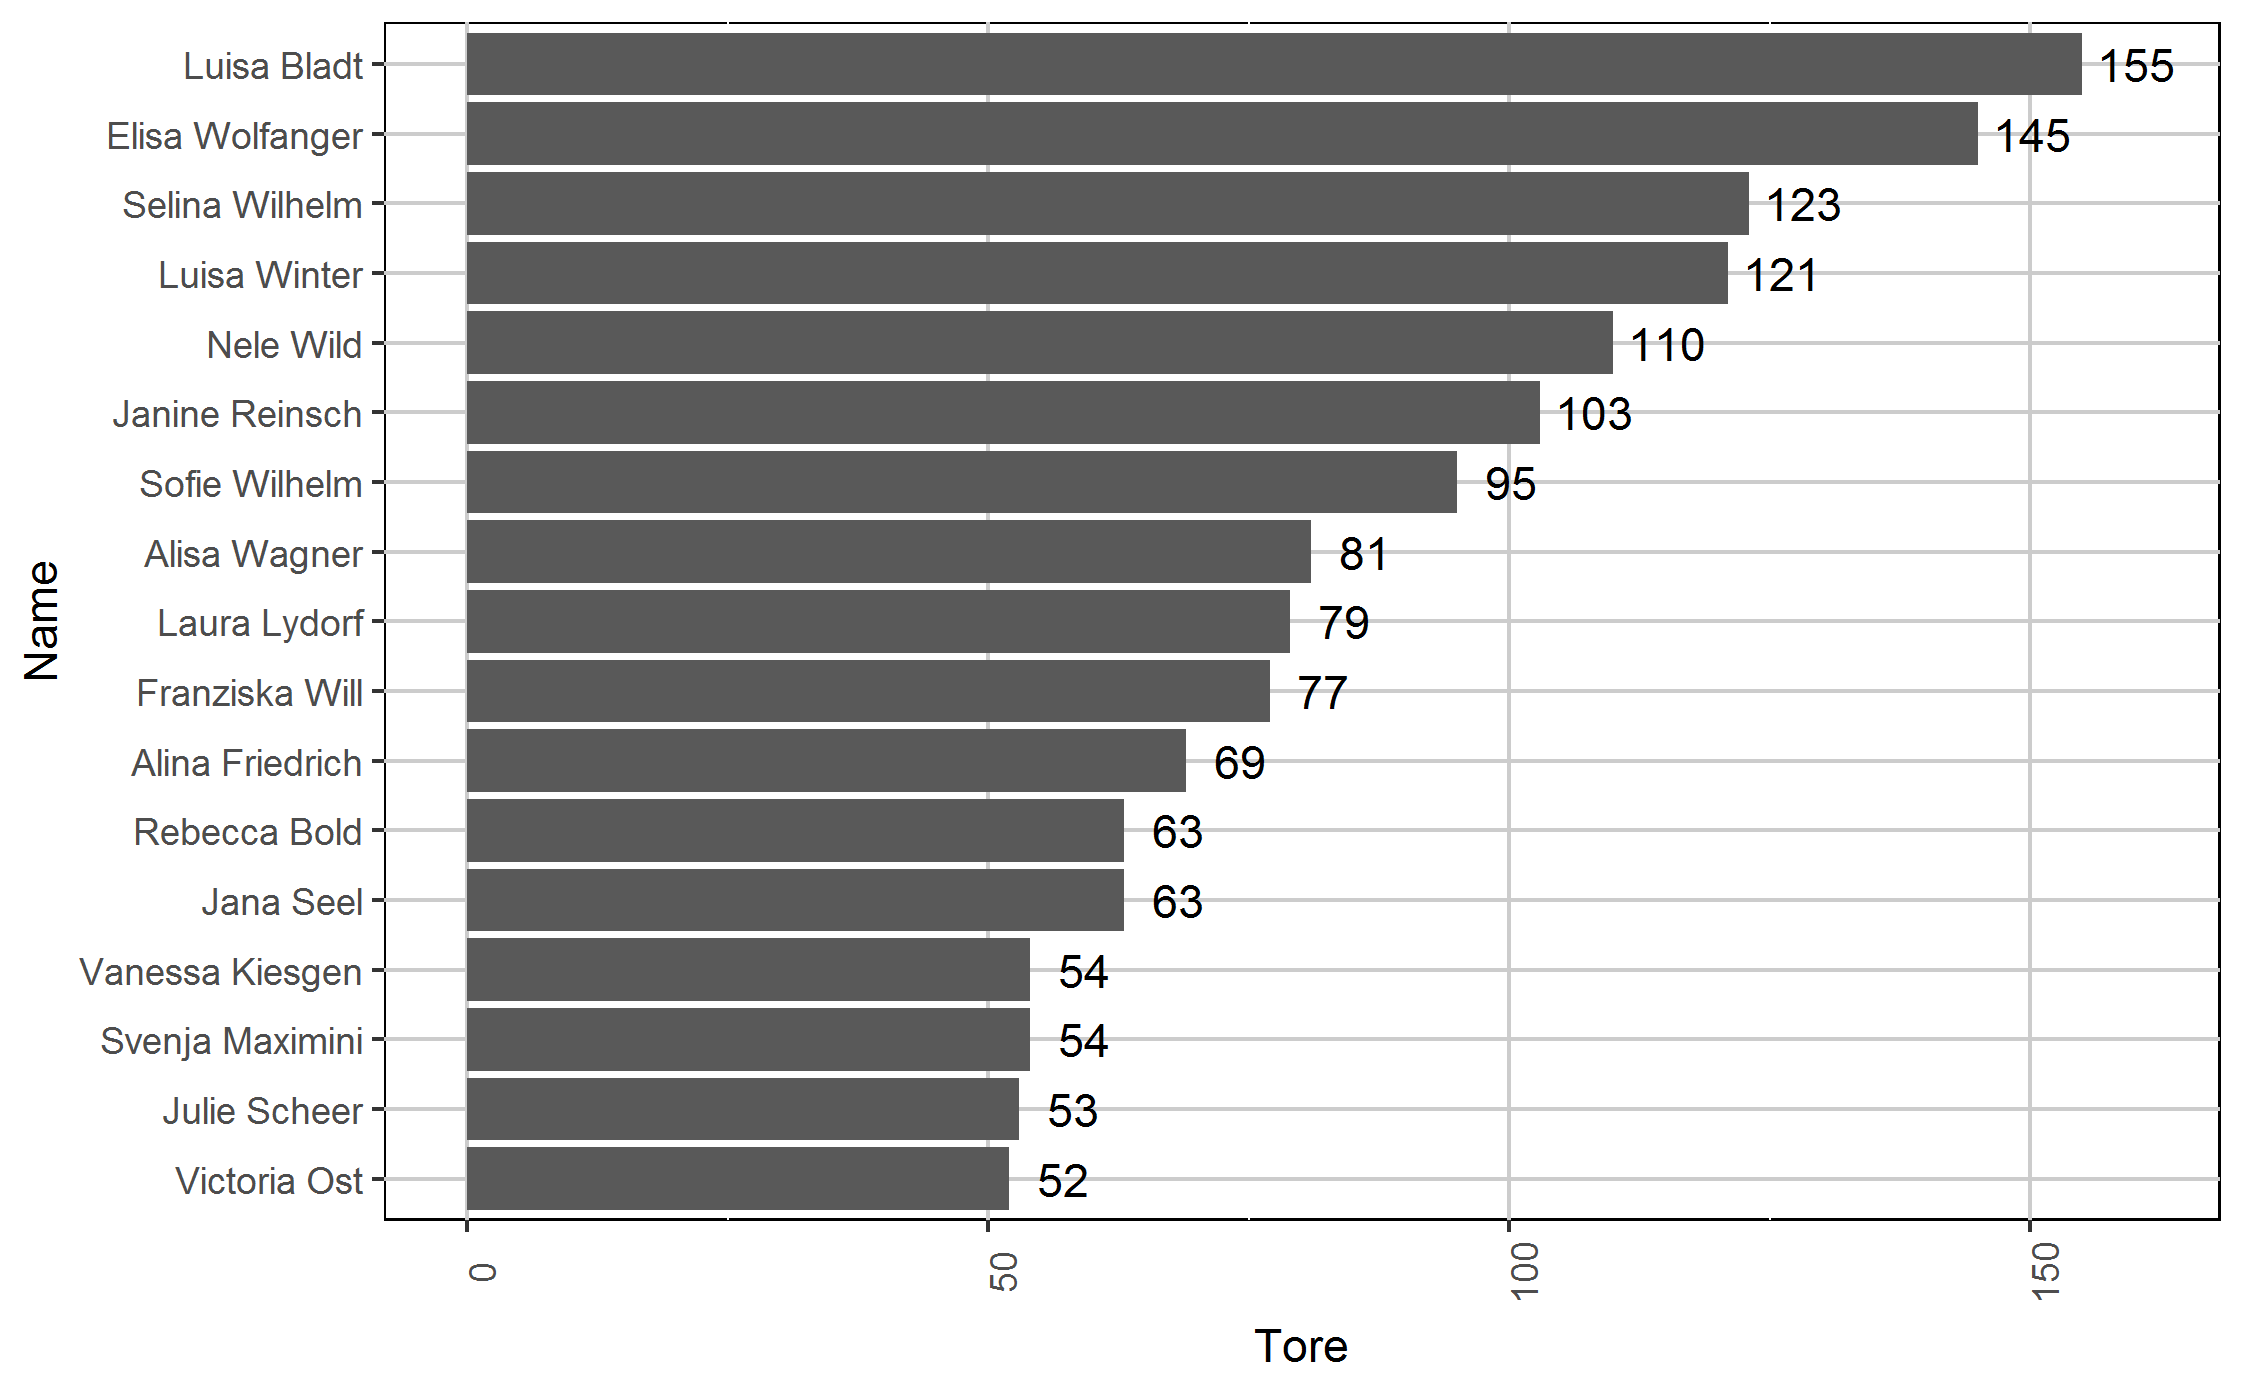 Luisa Bladt 155
Elisa Wolfanger 145
Selina Wilhelm 123
Luisa Winter 121
Nele Wild 110
Janine Reinsch 103
Sofie Wilhelm 95
Alisa Wagner 81
Laura Lydorf 79
Franziska Will 77
Alina Friedrich 69
Rebecca Bold 63
Jana Seel 63
Vanessa Kiesgen 54
Svenja Maximini 54
Julie Scheer 53
Victoria Ost 52
Name
0 50 100 150
Tore